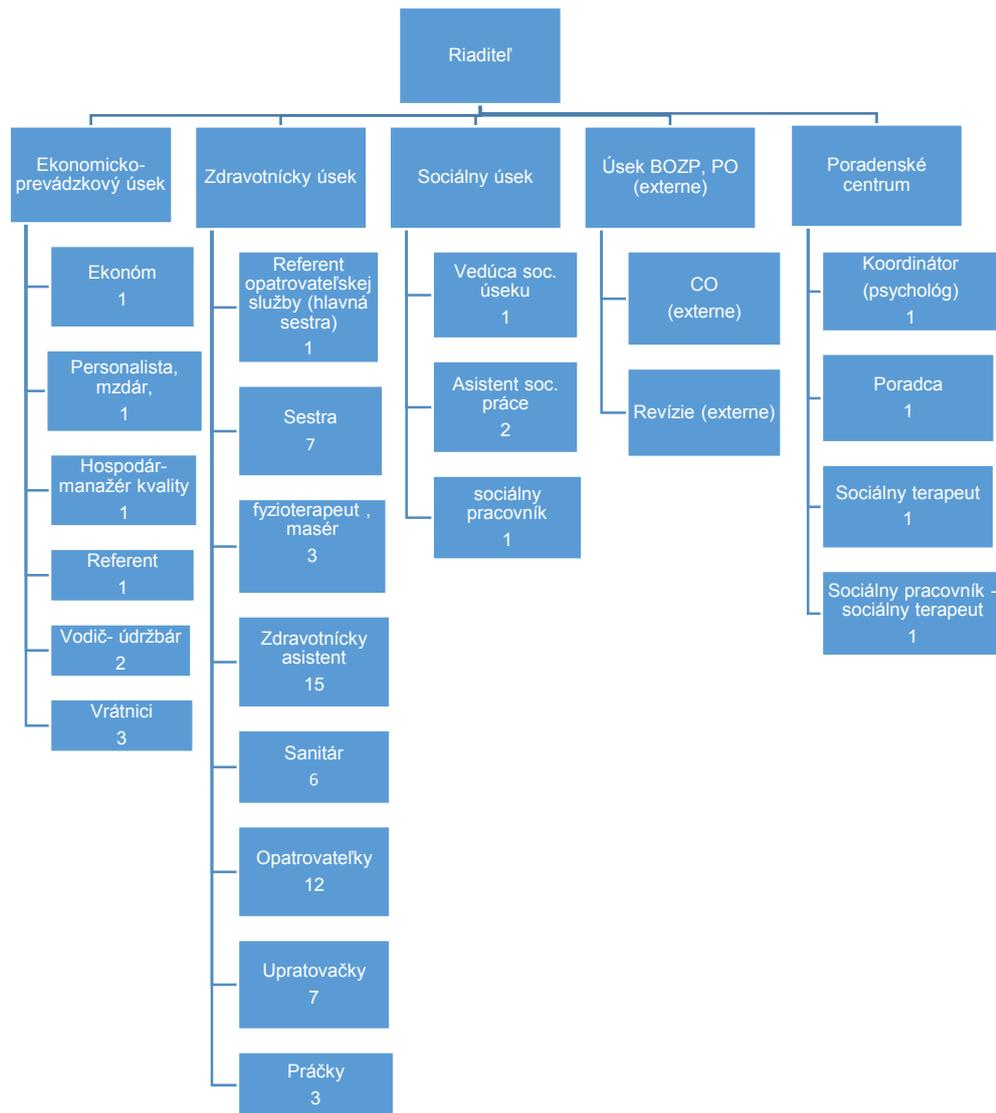 Riaditeľ
Ekonomicko-
prevádzkový úsek
Ekonóm
1
Personalista,
mzdár,
1
Hospodár-
manažér kvality
1
Referent
1
Vodič- údržbár
2
Vrátnici
3
Zdravotnícky úsek
Referent
opatrovateľskej
služby (hlavná
sestra)
1
Sestra
7
fyzioterapeut ,
masér
3
Zdravotnícky
asistent
15
Sanitár
6
Opatrovateľky
12
Upratovačky
7
Práčky
3
Sociálny úsek
Vedúca soc.
úseku
1
Asistent soc.
práce
2
sociálny
pracovník
1
Úsek BOZP, PO
(externe)
CO
(externe)
Revízie (externe)
Poradenské
centrum
Koordinátor
(psychológ)
1
Poradca
1
Sociálny terapeut
1
Sociálny pracovník -
sociálny terapeut
1